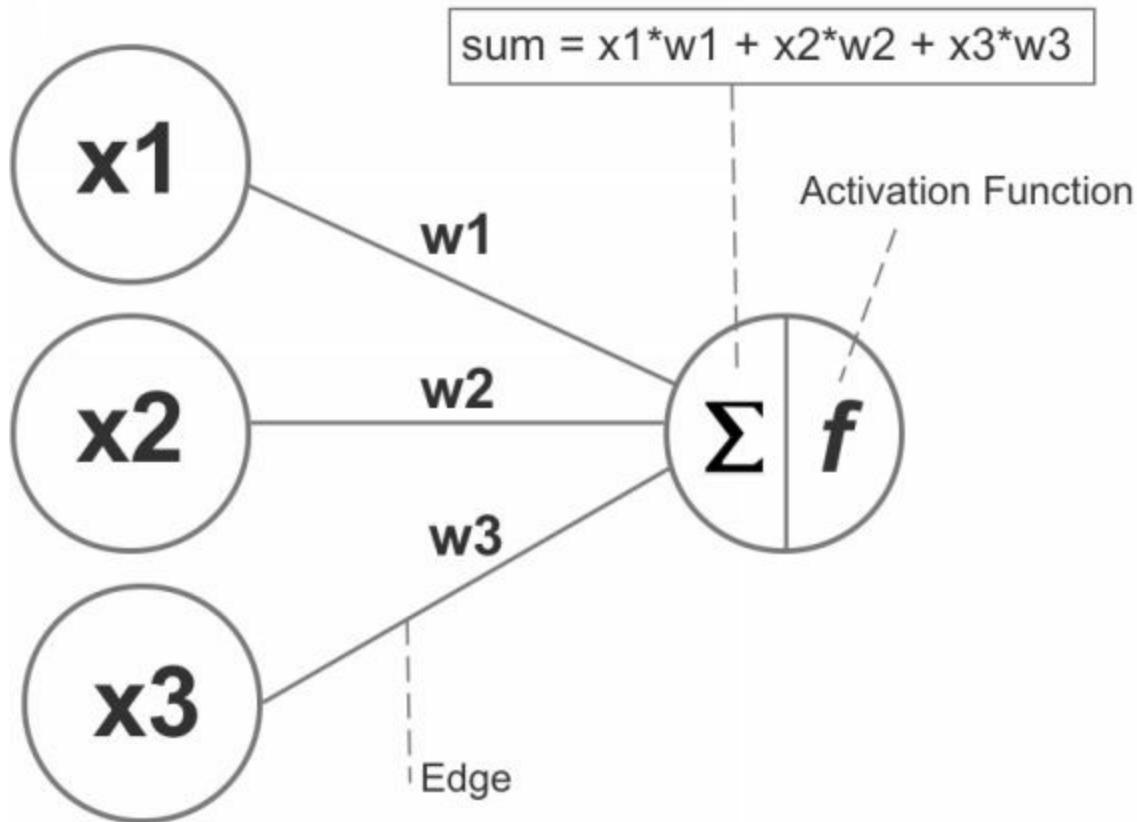 sum = x1*w1 + x2*w2 + x3*w3
x1
Activation Function
w1
w2
x2
Σ f
w3
x3
Edge